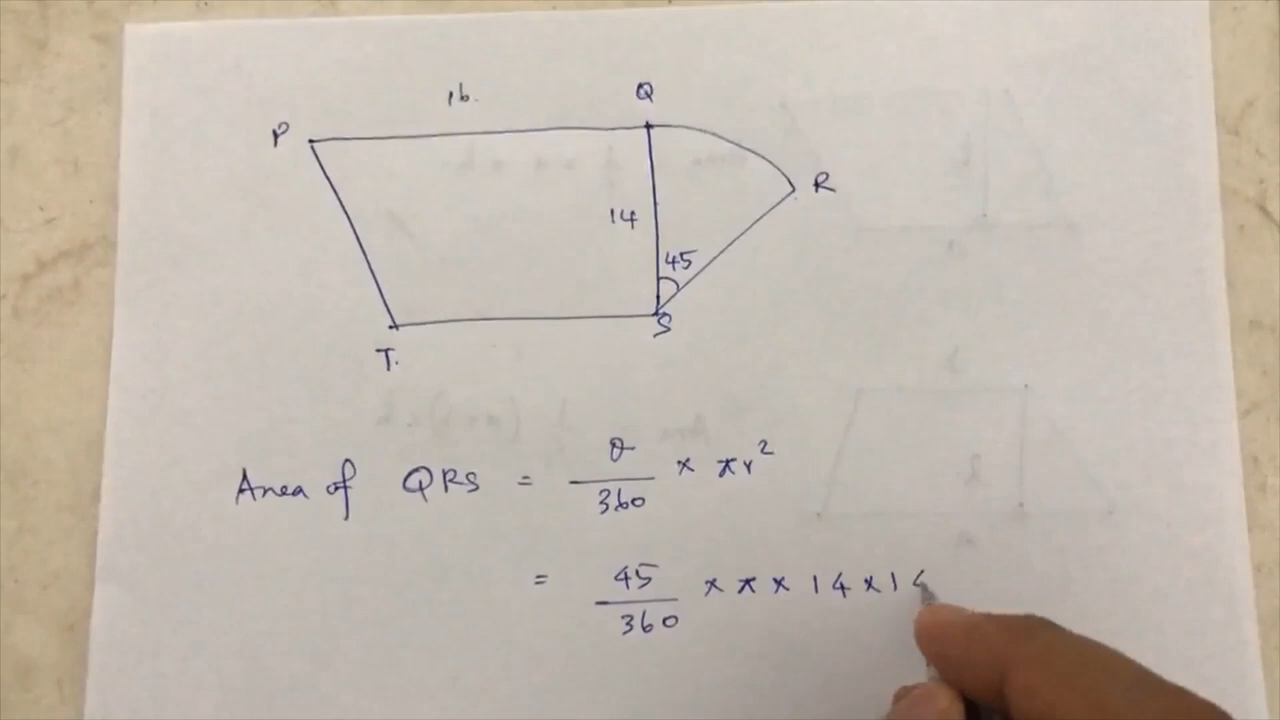 16.
Q
P
R
14
45
S
T.
Area of QRS = θ/360 × πr²
= 45/360 × π × 14 × 14